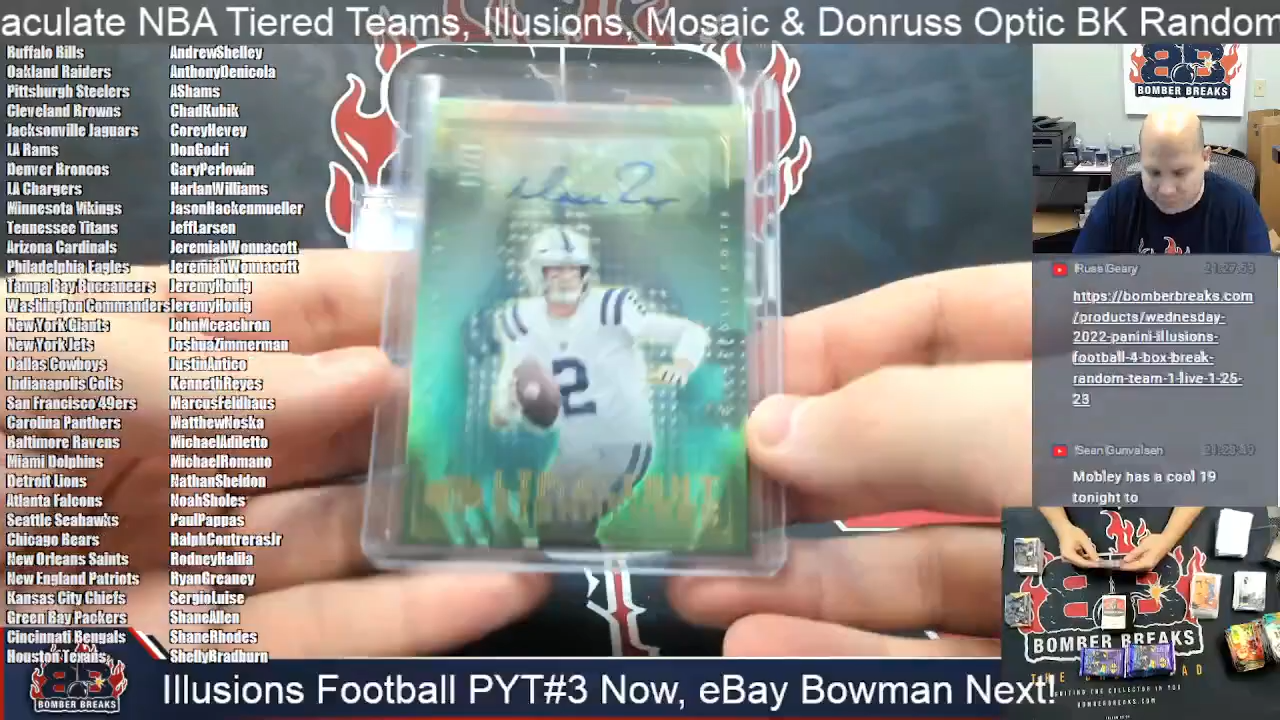 aculate NBA Tiered Teams, Illusions, Mosaic & Donruss Optic BK Random
Buffalo Bills AndrewShelley
Oakland Raiders AnthonyDenicola
Pittsburgh Steelers AShams
Cleveland Browns ChadKubik
Jacksonville Jaguars CoreyHevey
LA Rams DonGodri
Denver Broncos GaryPerlowin
LA Chargers HarlanWilliams
Minnesota Vikings JasonHackenmueller
Tennessee Titans JeffLarsen
Arizona Cardinals JeremiahWonnacott
Philadelphia Eagles JeremiahWonnacott
Tampa Bay Buccaneers JeremyHonig
Washington Commanders JeremyHonig
New York Giants JohnMceachron
New York Jets JoshuaZimmerman
Dallas Cowboys JustinAntico
Indianapolis Colts KennethReyes
San Francisco 49ers MarcusFeldhaus
Carolina Panthers MatthewNoska
Baltimore Ravens MichaelAdiletto
Miami Dolphins MichaelRomano
Detroit Lions NathanSheldon
Atlanta Falcons NoahSholes
Seattle Seahawks PaulPappas
Chicago Bears RalphContrerasJr
New Orleans Saints RodneyHalila
New England Patriots RyanGreaney
Kansas City Chiefs SergioLuise
Green Bay Packers ShaneAllen
Cincinnati Bengals ShaneRhodes
Houston Texans ShellyBradburn
2
BOMBER BREAKS
Russ Geary 21:27:53
https://bomberbreaks.com
/products/wednesday-
2022-panini-illusions-
football-4-box-break-
random-team-1-live-1-25-
23
Sean Gunvalsen
Mobley has a cool 19
tonight to
BOMBER BREAKS
BOMBERBREAKS.COM
BOMBER BREAKS
Illusions Football PYT#3 Now, eBay Bowman Next!